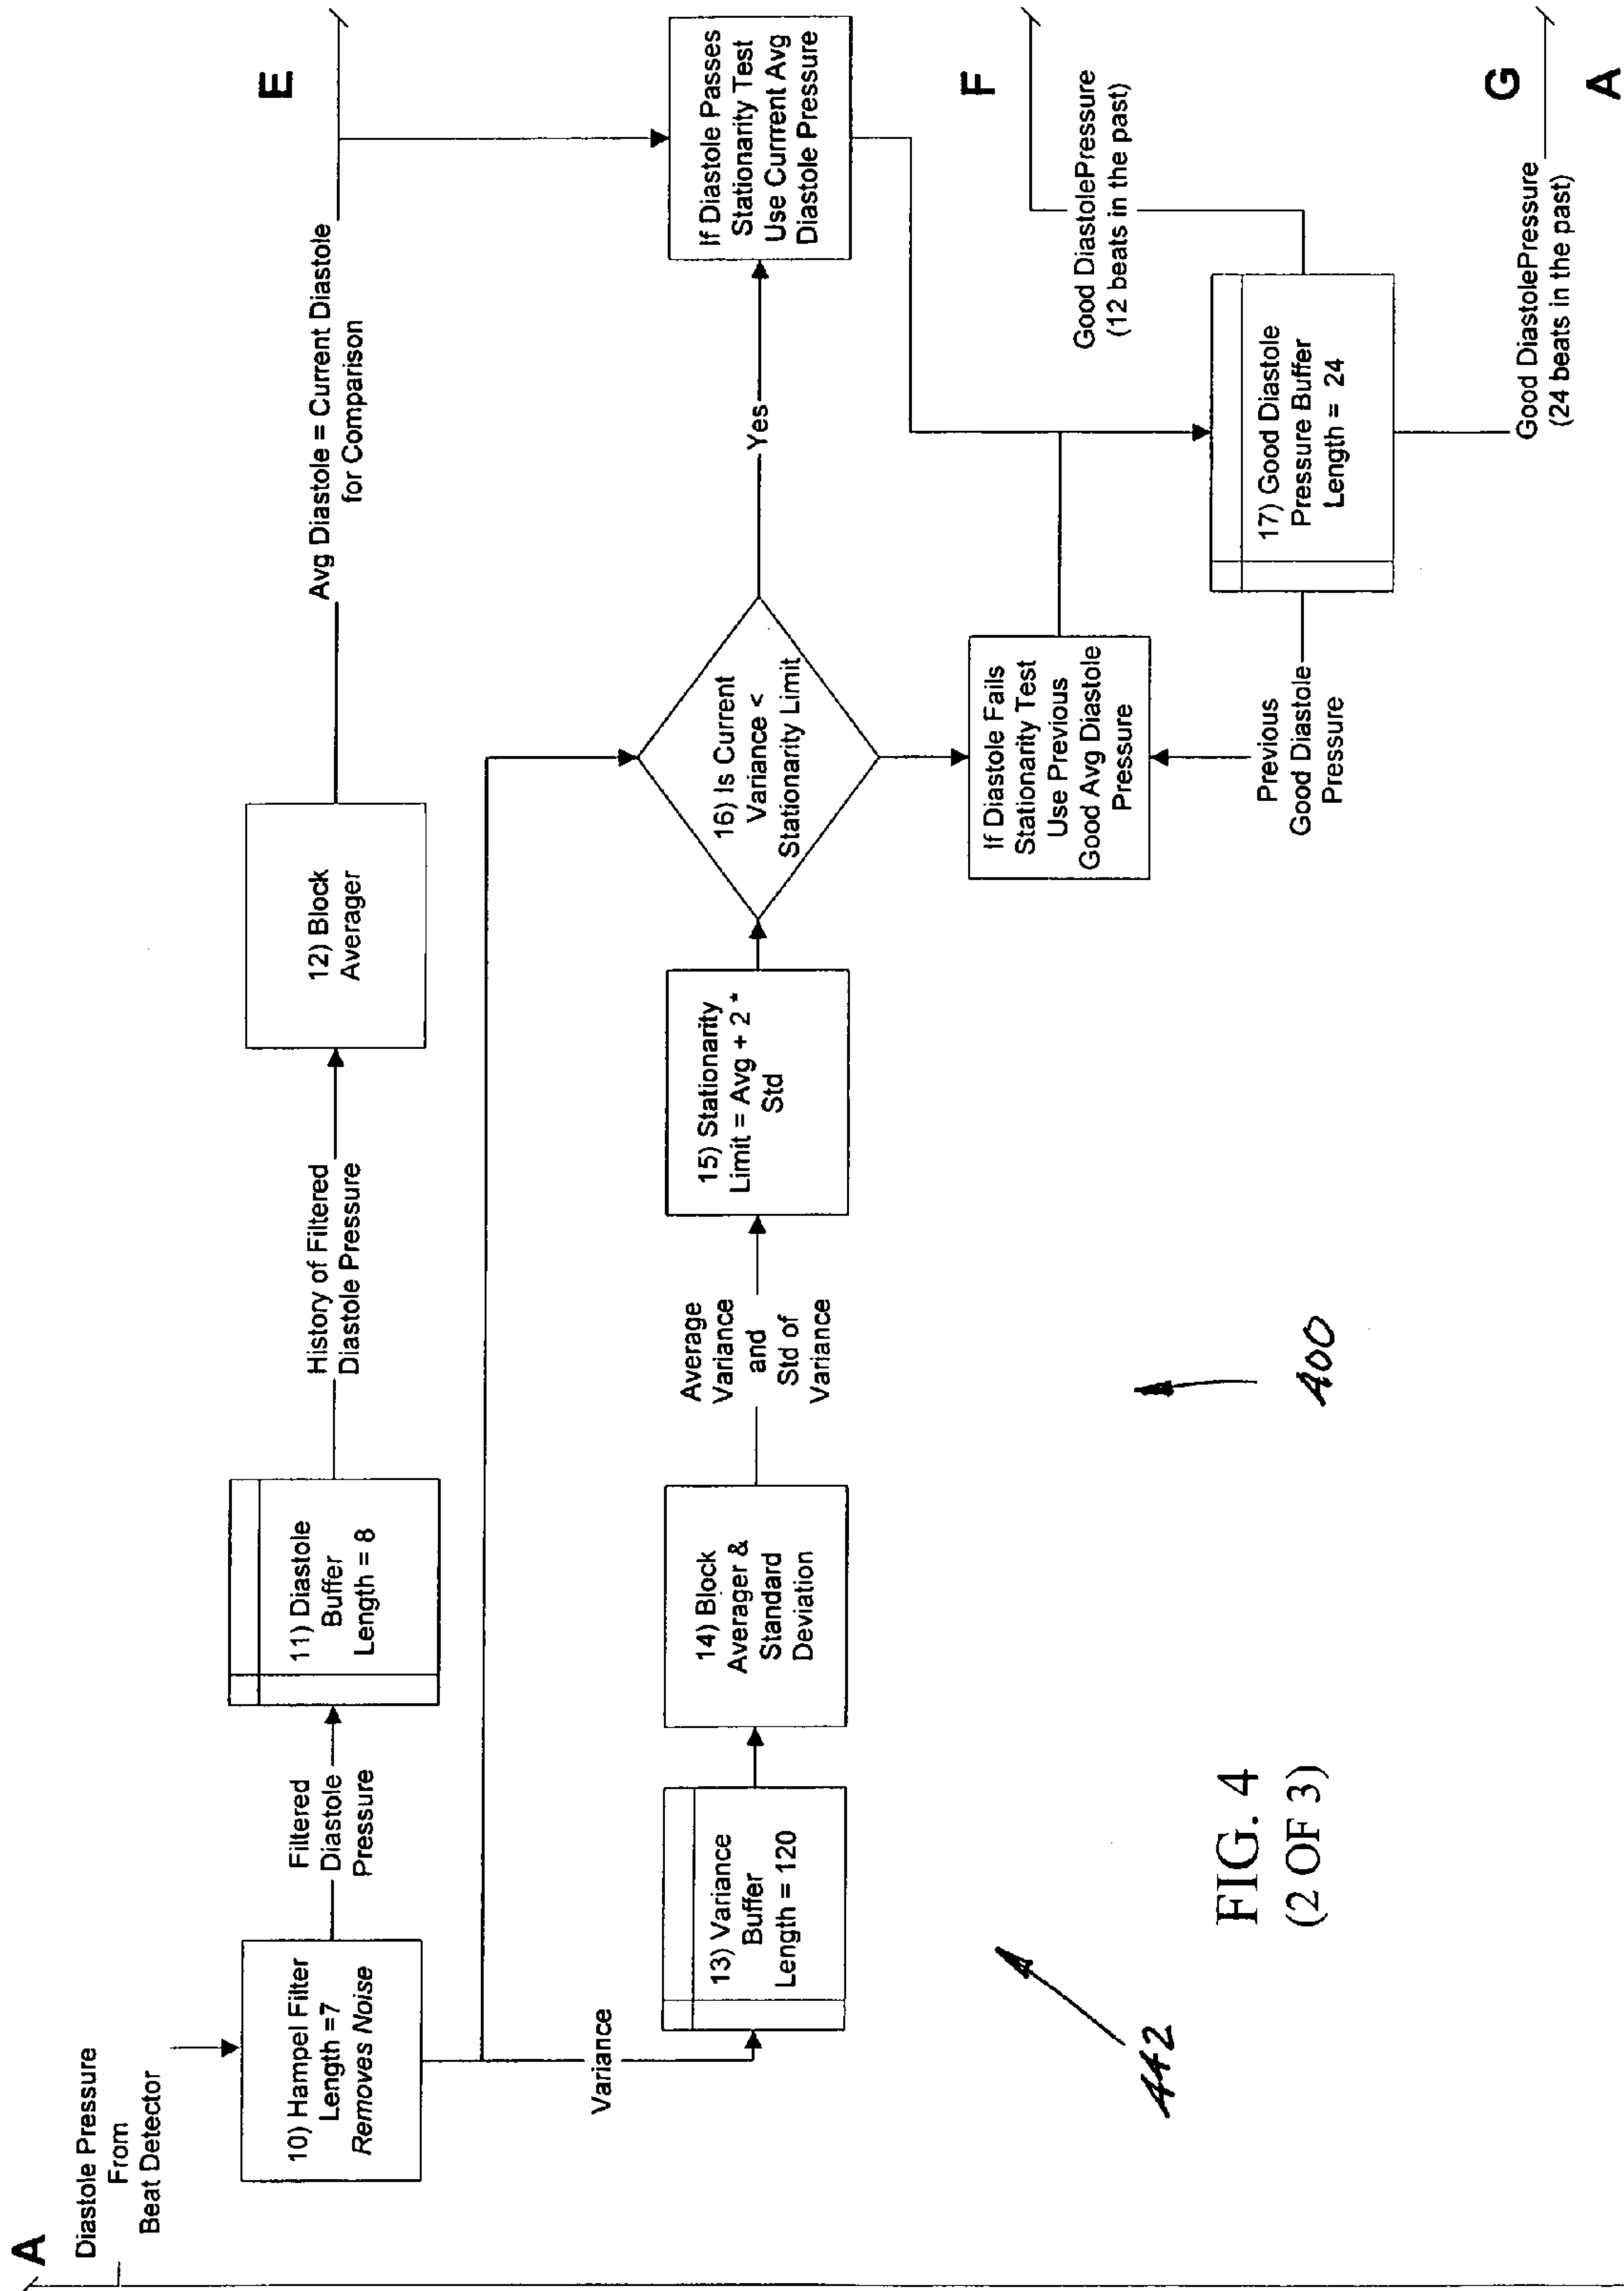 A
Diastole Pressure
From
Beat Detector
10) Hampel Filter
Length =7
Removes Noise
Filtered
Diastole
Pressure
11) Diastole
Buffer
Length = 8
History of Filtered
Diastole Pressure
12) Block
Averager
Avg Diastole = Current Diastole
for Comparison
E
Variance
13) Variance
Buffer
Length = 120
14) Block
Averager &
Standard
Deviation
Average
Variance
and
Std of
Variance
15) Stationarity
Limit = Avg + 2 *
Std
16) Is Current
Variance <
Stationarity Limit
Yes
If Diastole Passes
Stationarity Test
Use Current Avg
Diastole Pressure
If Diastole Fails
Stationarity Test
Use Previous
Good Avg Diastole
Pressure
Previous
Good Diastole
Pressure
17) Good Diastole
Pressure Buffer
Length = 24
F
Good DiastolePressure
(12 beats in the past)
G
Good DiastolePressure
(24 beats in the past)
A
442
400
FIG. 4
(2 OF 3)